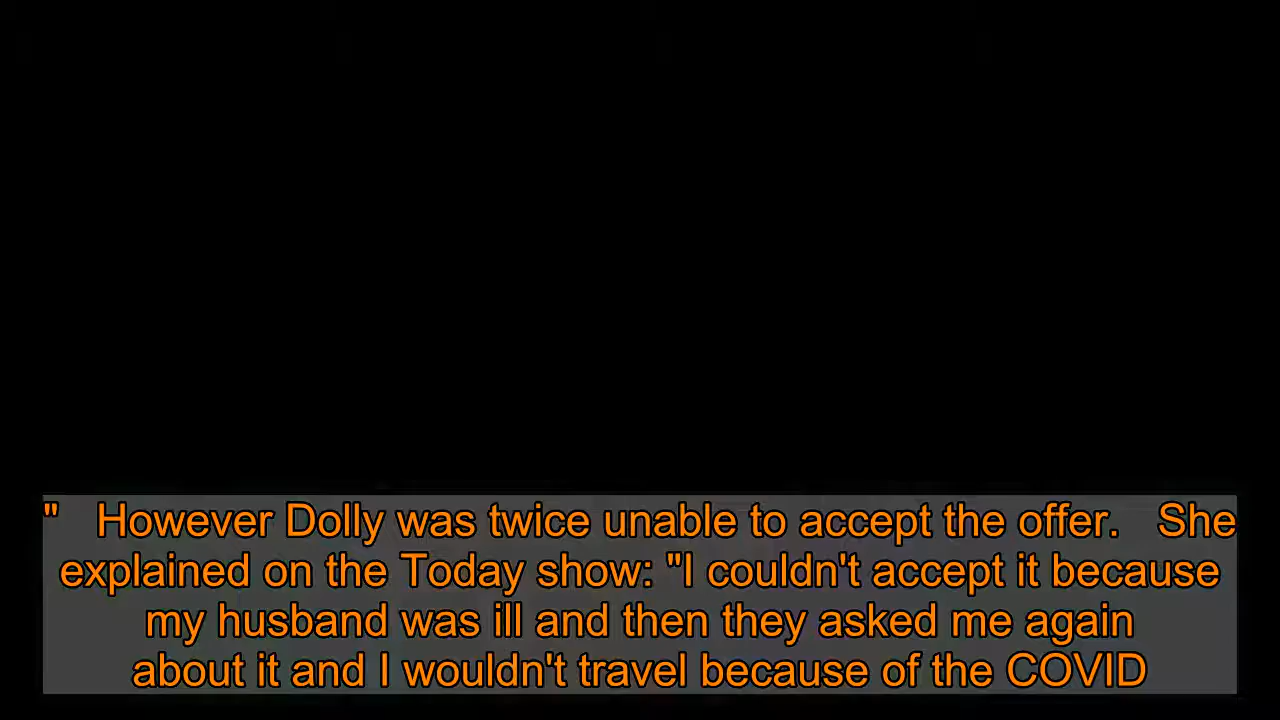 " However Dolly was twice unable to accept the offer. She
explained on the Today show: "I couldn't accept it because
my husband was ill and then they asked me again
about it and I wouldn't travel because of the COVID